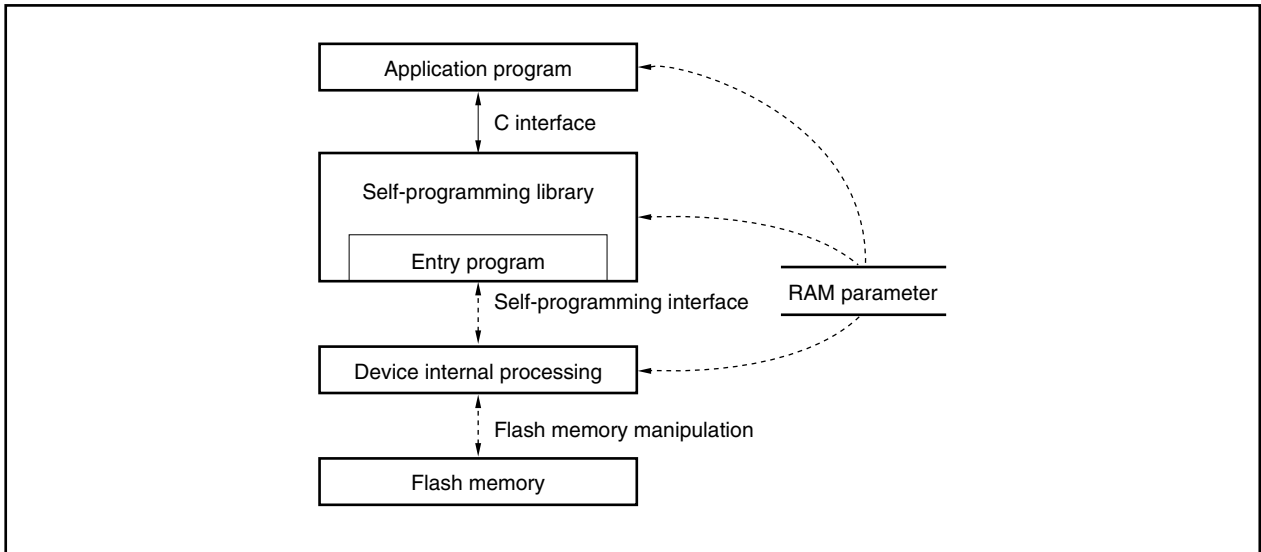 Application program
C interface
Self-programming library
Entry program
RAM parameter
Self-programming interface
Device internal processing
Flash memory manipulation
Flash memory